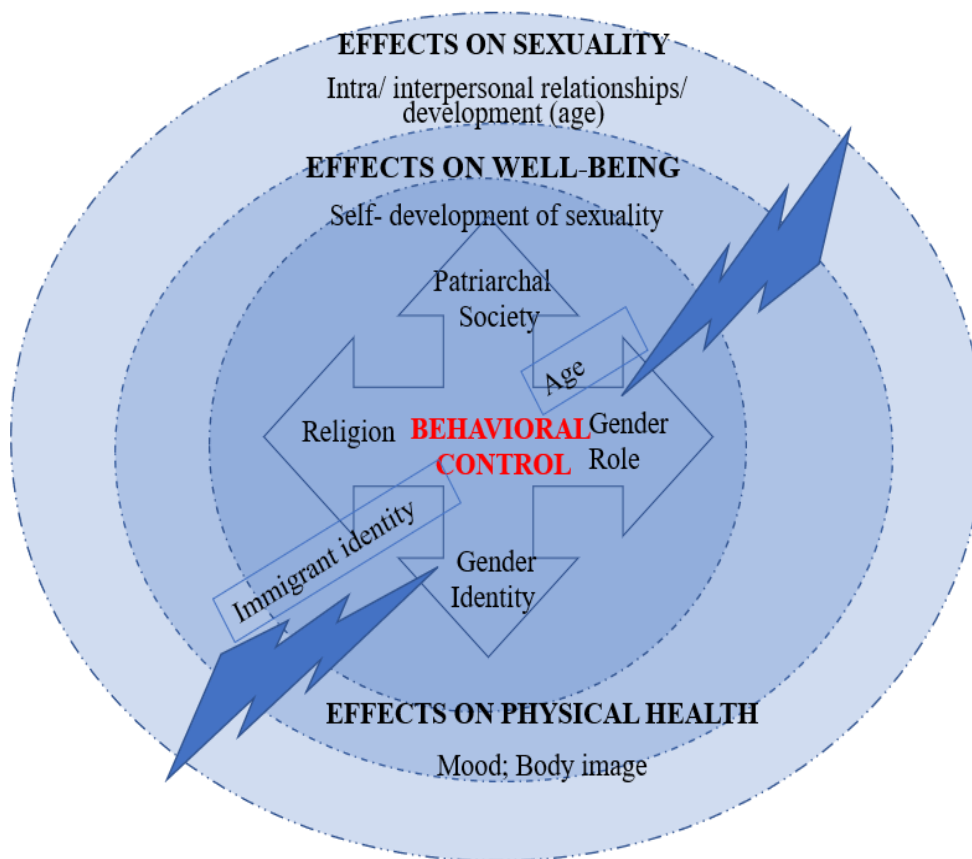 EFFECTS ON SEXUALITY
Intra/ interpersonal relationships/
development (age)
EFFECTS ON WELL-BEING
Self- development of sexuality
Patriarchal
Society
Age
Religion
BEHAVIORAL
CONTROL
Gender
Role
Immigrant identity
Gender
Identity
EFFECTS ON PHYSICAL HEALTH
Mood; Body image